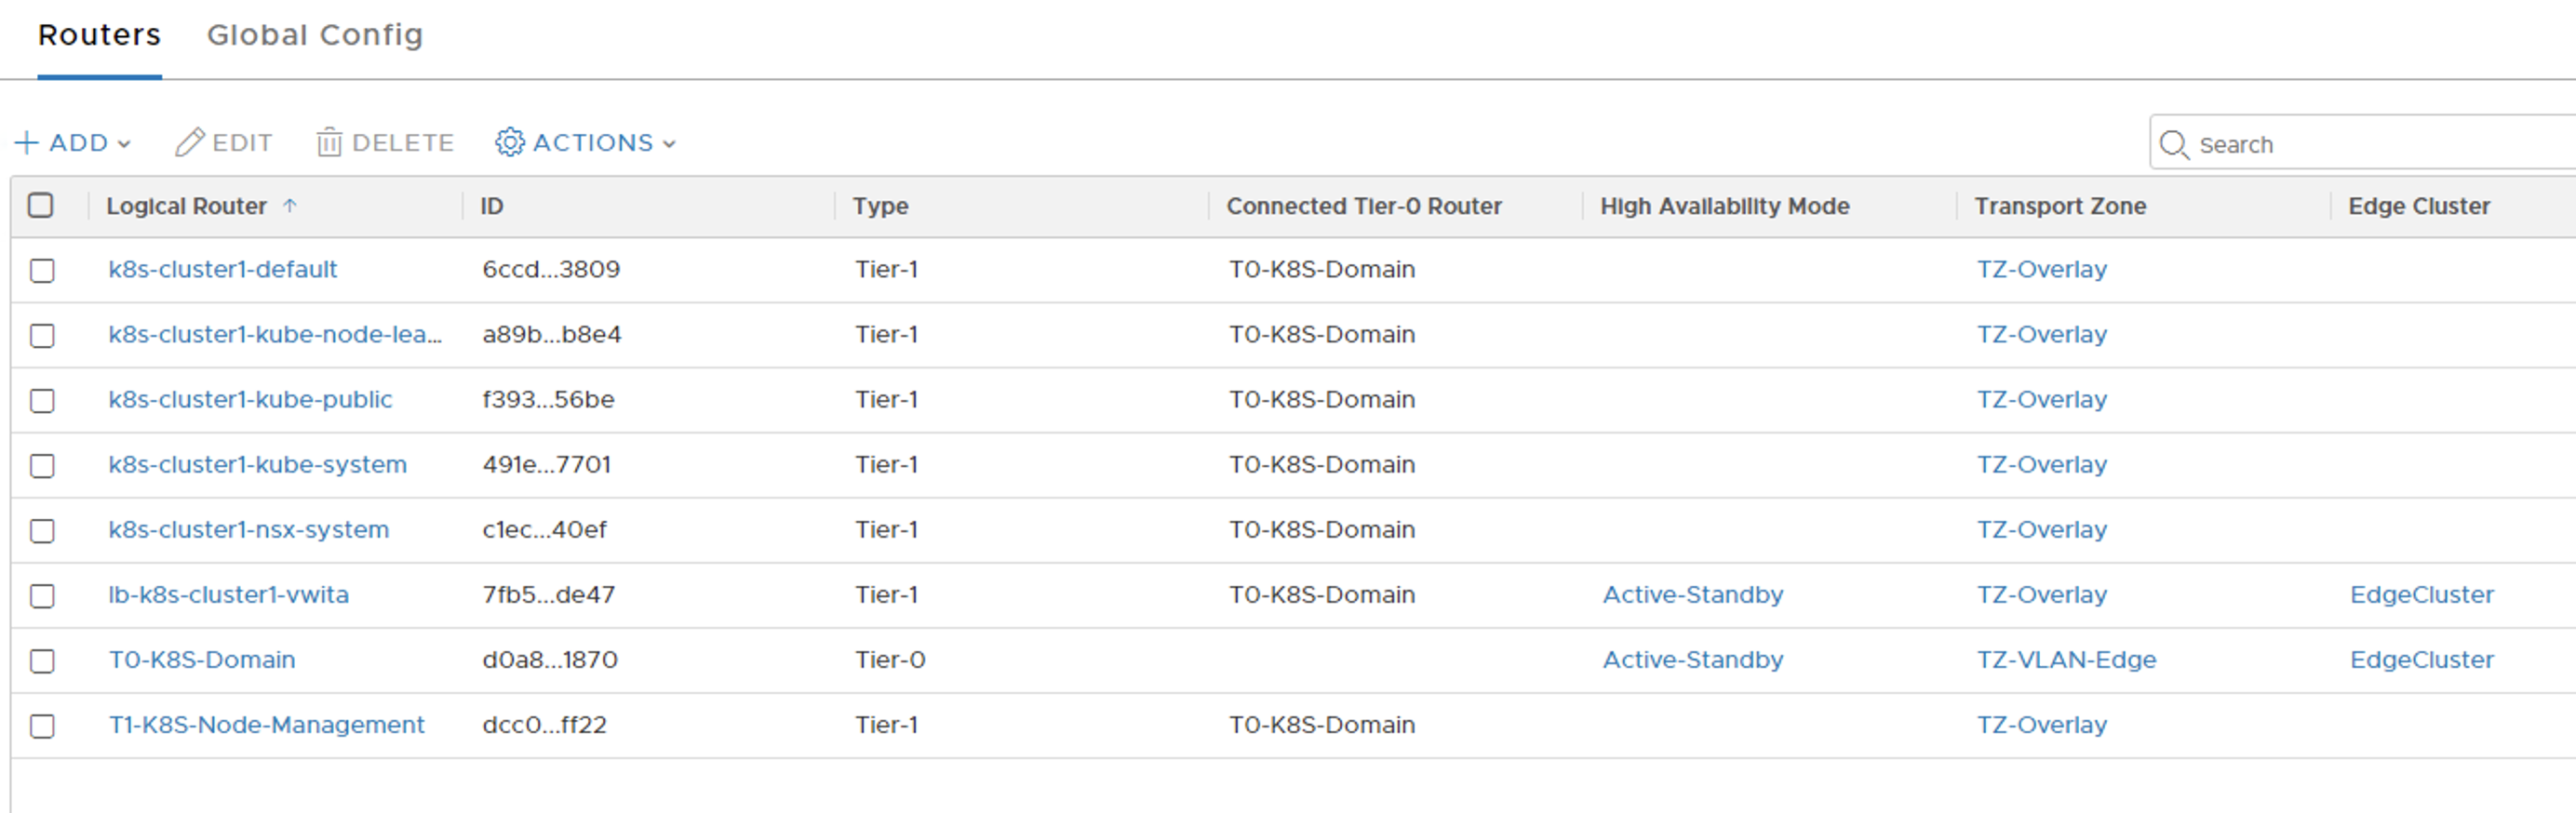 Routers Global Config
ADD EDIT DELETE ACTIONS Search
Logical Router ID Type Connected Tier-0 Router High Availability Mode Transport Zone Edge Cluster
k8s-cluster1-default 6ccd...3809 Tier-1 T0-K8S-Domain TZ-Overlay
k8s-cluster1-kube-node-lea... a89b...b8e4 Tier-1 T0-K8S-Domain TZ-Overlay
k8s-cluster1-kube-public f393...56be Tier-1 T0-K8S-Domain TZ-Overlay
k8s-cluster1-kube-system 491e...7701 Tier-1 T0-K8S-Domain TZ-Overlay
k8s-cluster1-nsx-system c1ec...40ef Tier-1 T0-K8S-Domain TZ-Overlay
lb-k8s-cluster1-vwita 7fb5...de47 Tier-1 T0-K8S-Domain Active-Standby TZ-Overlay EdgeCluster
T0-K8S-Domain d0a8...1870 Tier-0 Active-Standby TZ-VLAN-Edge EdgeCluster
T1-K8S-Node-Management dcc0...ff22 Tier-1 T0-K8S-Domain TZ-Overlay